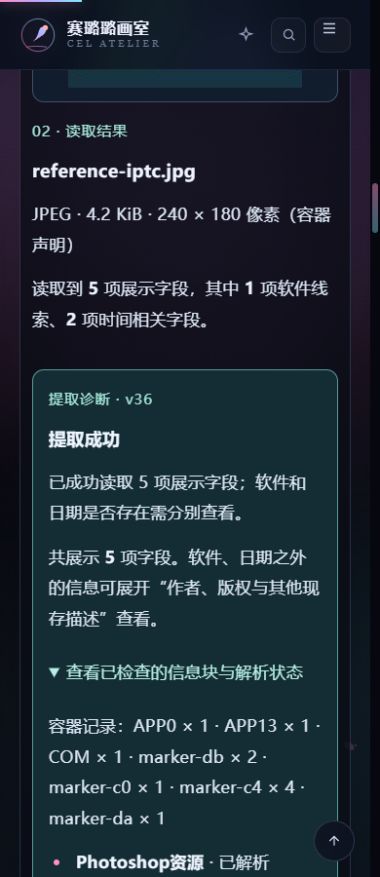 赛璐璐画室
CEL ATELIER
02 · 读取结果
reference-iptc.jpg
JPEG · 4.2 KiB · 240 × 180 像素（容器
声明）
读取到 5 项展示字段，其中 1 项软件线
索、2 项时间相关字段。
提取诊断 · v36
提取成功
已成功读取 5 项展示字段；软件和
日期是否存在需分别查看。
共展示 5 项字段。软件、日期之外
的信息可展开“作者、版权与其他现
存描述”查看。
▼ 查看已检查的信息块与解析状态
容器记录：APP0 × 1 · APP13 × 1 ·
COM × 1 · marker-db × 2 ·
marker-c0 × 1 · marker-c4 × 4 ·
marker-da × 1
• Photoshop资源 · 已解析